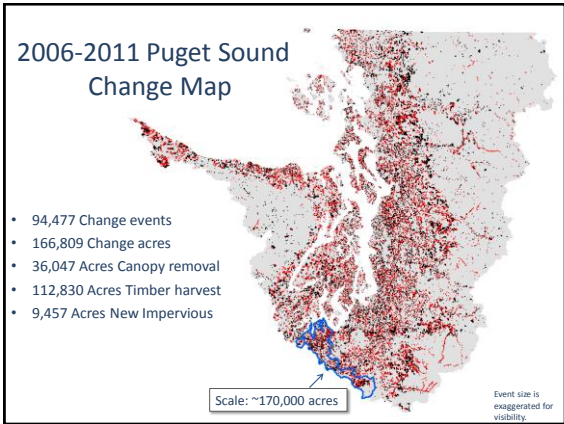 2006-2011 Puget Sound
Change Map
• 94,477 Change events
• 166,809 Change acres
• 36,047 Acres Canopy removal
• 112,830 Acres Timber harvest
• 9,457 Acres New Impervious
Scale: ~170,000 acres
Event size is
exaggerated for
visibility.